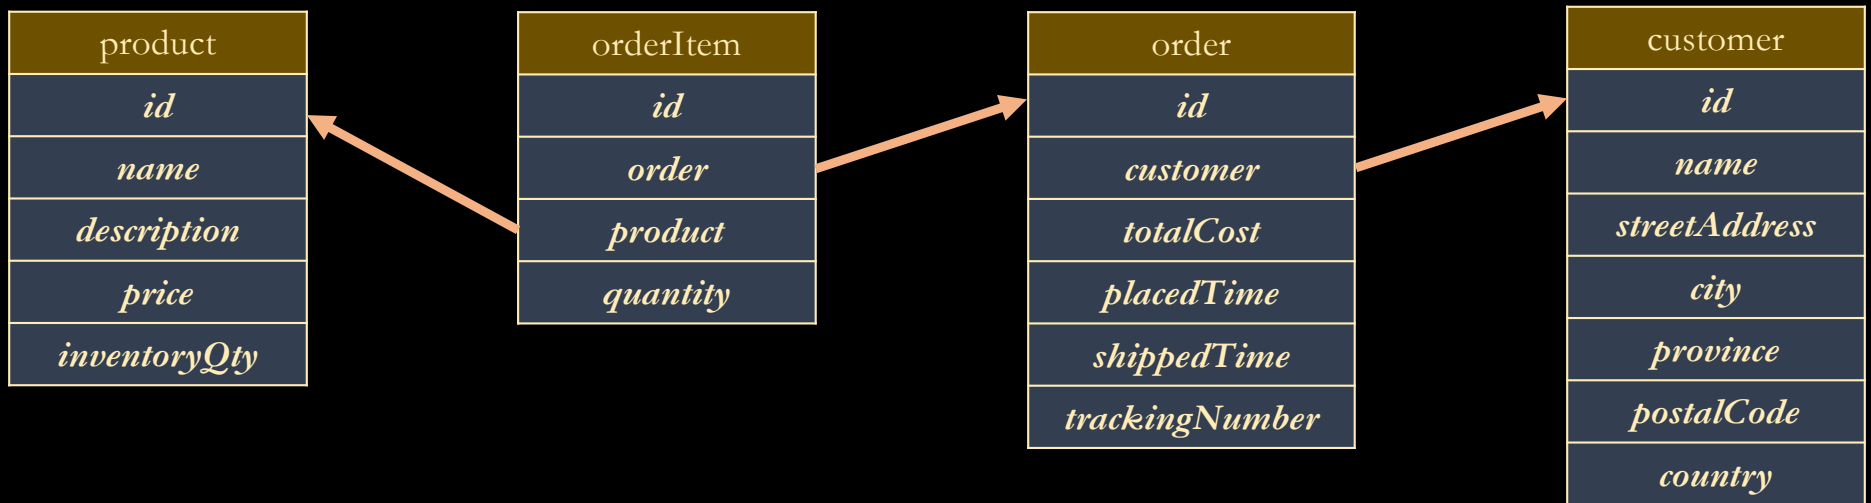 product
id
name
description
price
inventoryQty
orderItem
id
order
product
quantity
order
id
customer
totalCost
placedTime
shippedTime
trackingNumber
customer
id
name
streetAddress
city
province
postalCode
country